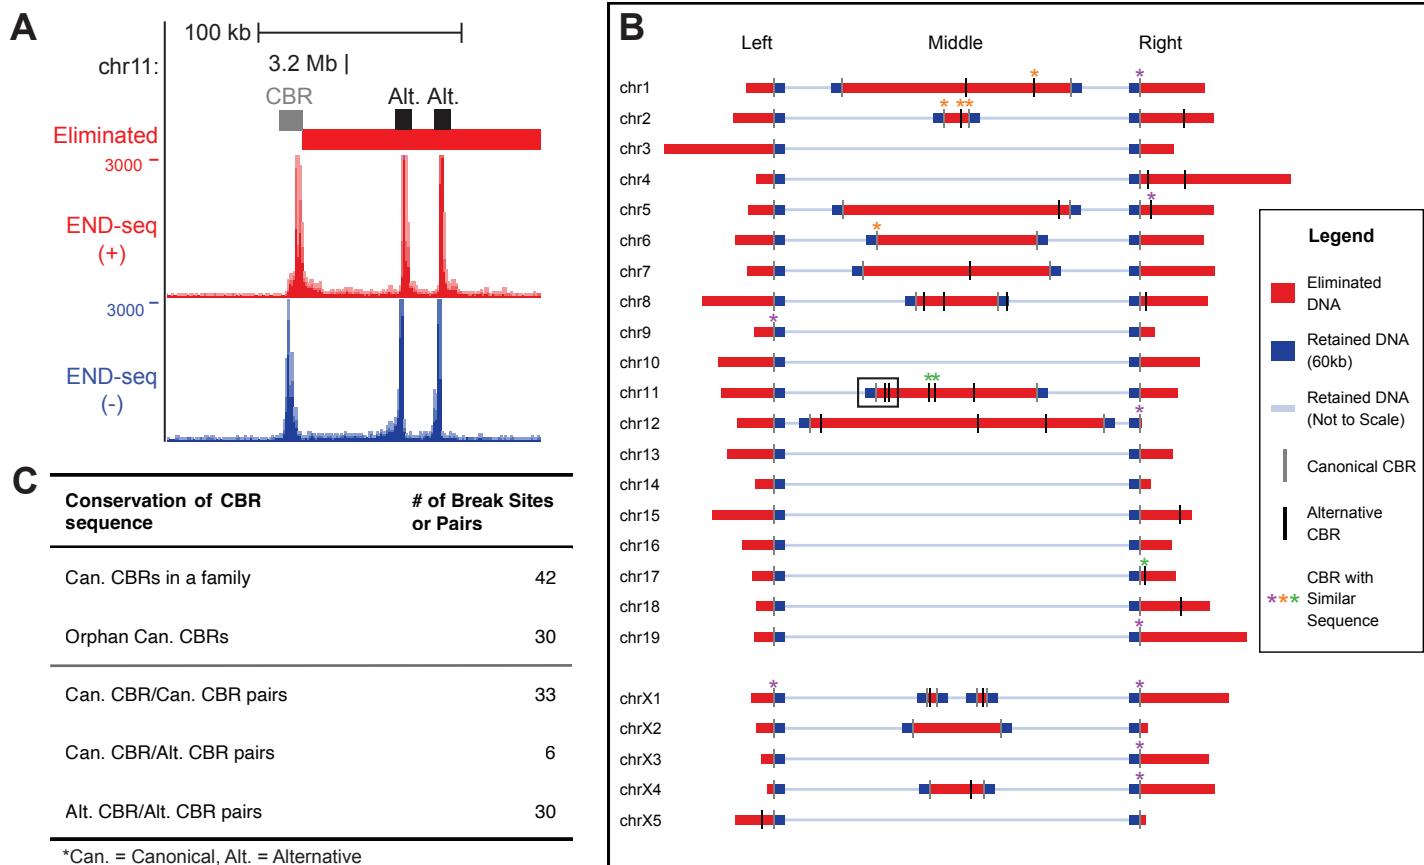 A
100 kb
chr11:
3.2 Mb
CBR
Alt.
Alt.
Eliminated
3000
END-seq
(+)
3000
END-seq
(-)
B
Left
Middle
Right
chr1
chr2
chr3
chr4
chr5
chr6
chr7
chr8
chr9
chr10
chr11
chr12
chr13
chr14
chr15
chr16
chr17
chr18
chr19
chrX1
chrX2
chrX3
chrX4
chrX5
Legend
Eliminated
DNA
Retained DNA
(60kb)
Retained DNA
(Not to Scale)
Canonical CBR
Alternative
CBR
CBR with
*** Similar
Sequence
C
Conservation of CBR
sequence
# of Break Sites
or Pairs
Can. CBRs in a family 42
Orphan Can. CBRs 30
Can. CBR/Can. CBR pairs 33
Can. CBR/Alt. CBR pairs 6
Alt. CBR/Alt. CBR pairs 30
*Can. = Canonical, Alt. = Alternative